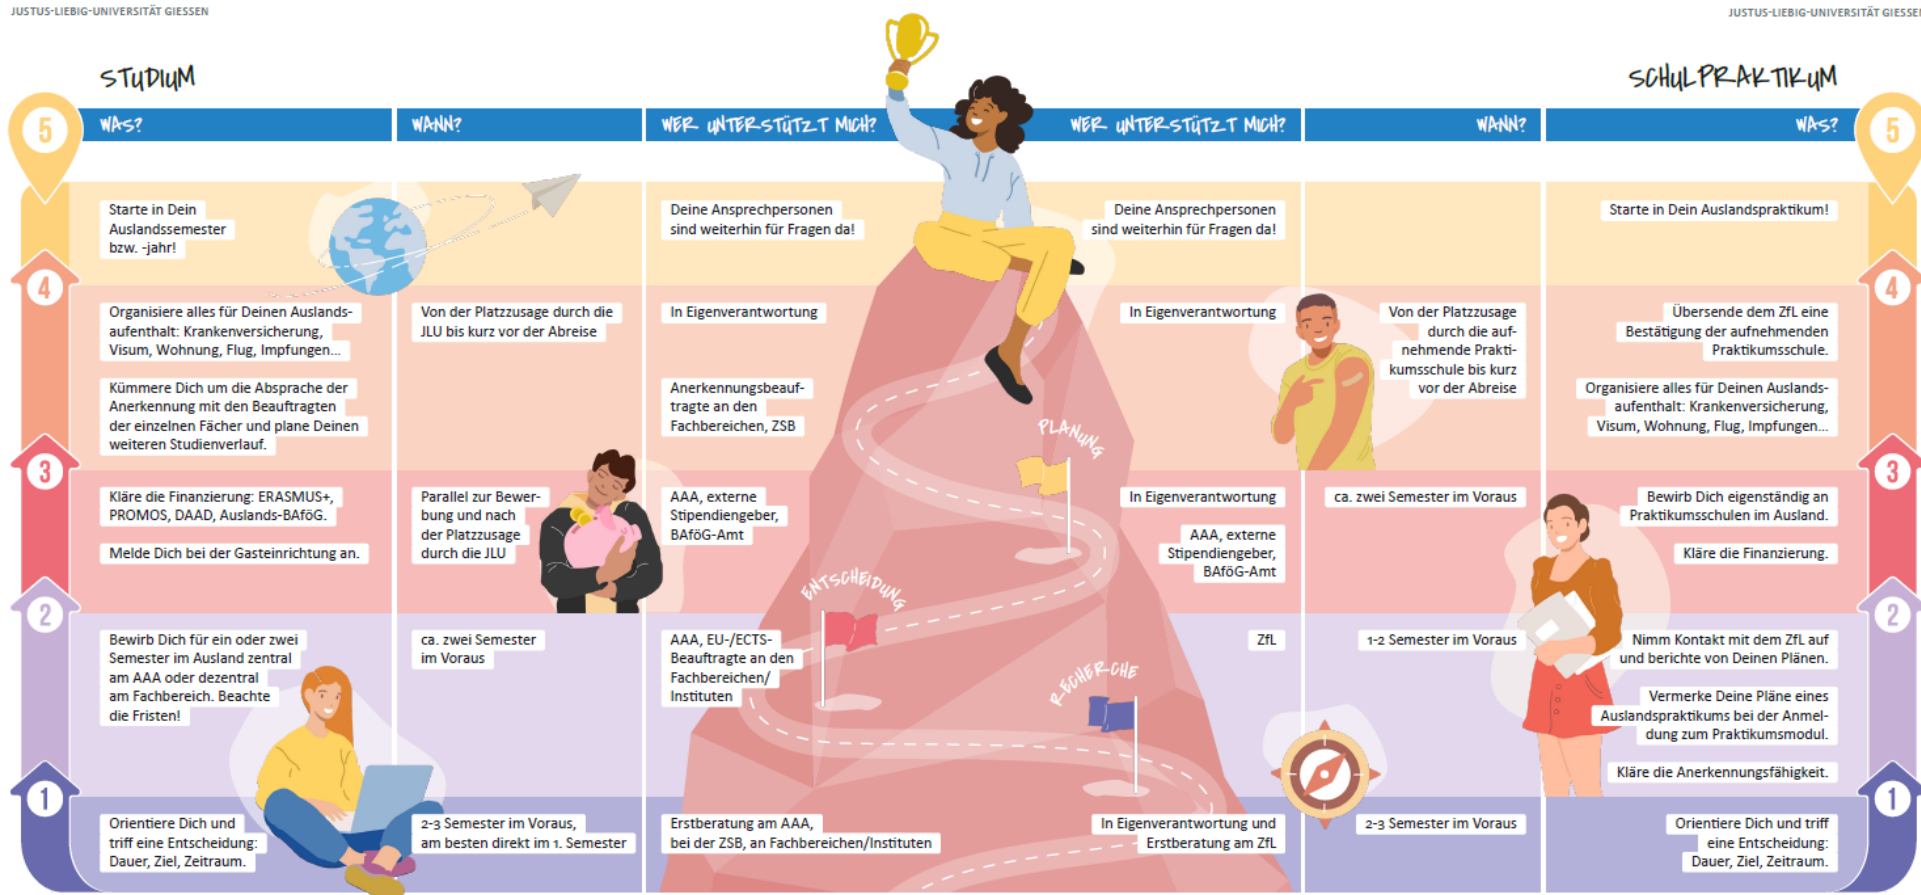 JUSTUS-LIEBIG-UNIVERSITÄT GIESSEN
JUSTUS-LIEBIG-UNIVERSITÄT GIESSEN
STUDIUM
SCHULPRAKTIKUM
5
WAS?
WANN?
WER UNTERSTÜTZT MICH?
WER UNTERSTÜTZT MICH?
WANN?
WAS?
5
Starte in Dein
Auslandssemester
bzw. -jahr!
Deine Ansprechpersonen
sind weiterhin für Fragen da!
Deine Ansprechpersonen
sind weiterhin für Fragen da!
Starte in Dein Auslandspraktikum!
4
Organisiere alles für Deinen Auslands-
aufenthalt: Krankenversicherung,
Visum, Wohnung, Flug, Impfungen...
Kümmere Dich um die Absprache der
Anerkennung mit den Beauftragten
der einzelnen Fächer und plane Deinen
weiteren Studienverlauf.
Von der Platzzusage durch die
JLU bis kurz vor der Abreise
In Eigenverantwortung
Anerkennungsbeauf-
tragte an den
Fachbereichen, ZSB
PLANUNG
In Eigenverantwortung
Von der Platzzusage
durch die auf-
nehmende Prakti-
kumsschule bis kurz
vor der Abreise
Übersende dem ZfL eine
Bestätigung der aufnehmenden
Praktikumsschule.
Organisiere alles für Deinen Auslands-
aufenthalt: Krankenversicherung,
Visum, Wohnung, Flug, Impfungen...
4
3
Kläre die Finanzierung: ERASMUS+,
PROMOS, DAAD, Auslands-BAföG.
Melde Dich bei der Gasteinrichtung an.
Parallel zur Bewer-
bung und nach
der Platzzusage
durch die JLU
AAA, externe
Stipendiengeber,
BAföG-Amt
ENTSCHEIDUNG
In Eigenverantwortung
AAA, externe
Stipendiengeber,
BAföG-Amt
ca. zwei Semester im Voraus
Bewirb Dich eigenständig an
Praktikumsschulen im Ausland.
Kläre die Finanzierung.
3
2
Bewirb Dich für ein oder zwei
Semester im Ausland zentral
am AAA oder dezentral
am Fachbereich. Beachte
die Fristen!
ca. zwei Semester
im Voraus
AAA, EU-/ECTS-
Beauftragte an den
Fachbereichen/
Instituten
RECHERCHE
ZfL
1-2 Semester im Voraus
Nimm Kontakt mit dem ZfL auf
und berichte von Deinen Plänen.
Vermerke Deine Pläne eines
Auslandspraktikums bei der Anmel-
dung zum Praktikumsmodul.
Kläre die Anerkennungsfähigkeit.
2
1
Orientiere Dich und
triff eine Entscheidung:
Dauer, Ziel, Zeitraum.
2-3 Semester im Voraus,
am besten direkt im 1. Semester
Erstberatung am AAA,
bei der ZSB, an Fachbereichen/Instituten
In Eigenverantwortung und
Erstberatung am ZfL
2-3 Semester im Voraus
Orientiere Dich und triff
eine Entscheidung:
Dauer, Ziel, Zeitraum.
1